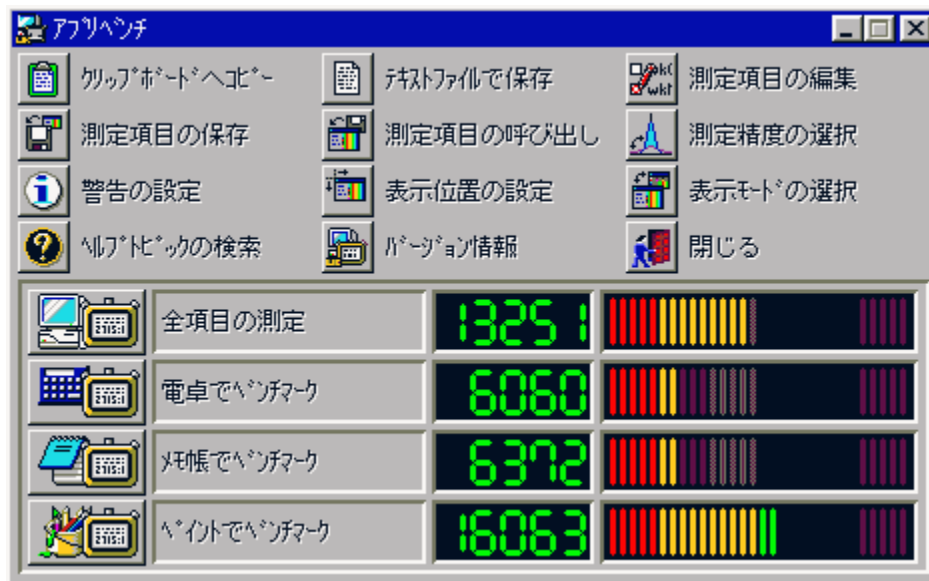 ｱﾌﾟﾘﾍﾞﾝﾁ
ｸﾘｯﾌﾟﾎﾞｰﾄﾞへｺﾋﾟｰ
ﾃｷｽﾄﾌｧｲﾙで保存
測定項目の編集
測定項目の保存
測定項目の呼び出し
測定精度の選択
警告の設定
表示位置の設定
表示ﾓｰﾄﾞの選択
ﾍﾙﾌﾟﾄﾋﾟｯｸの検索
ﾊﾞｰｼﾞｮﾝ情報
閉じる
全項目の測定
13251
電卓でﾍﾞﾝﾁﾏｰｸ
6060
ﾒﾓ帳でﾍﾞﾝﾁﾏｰｸ
6372
ﾍﾟｲﾝﾄでﾍﾞﾝﾁﾏｰｸ
16063